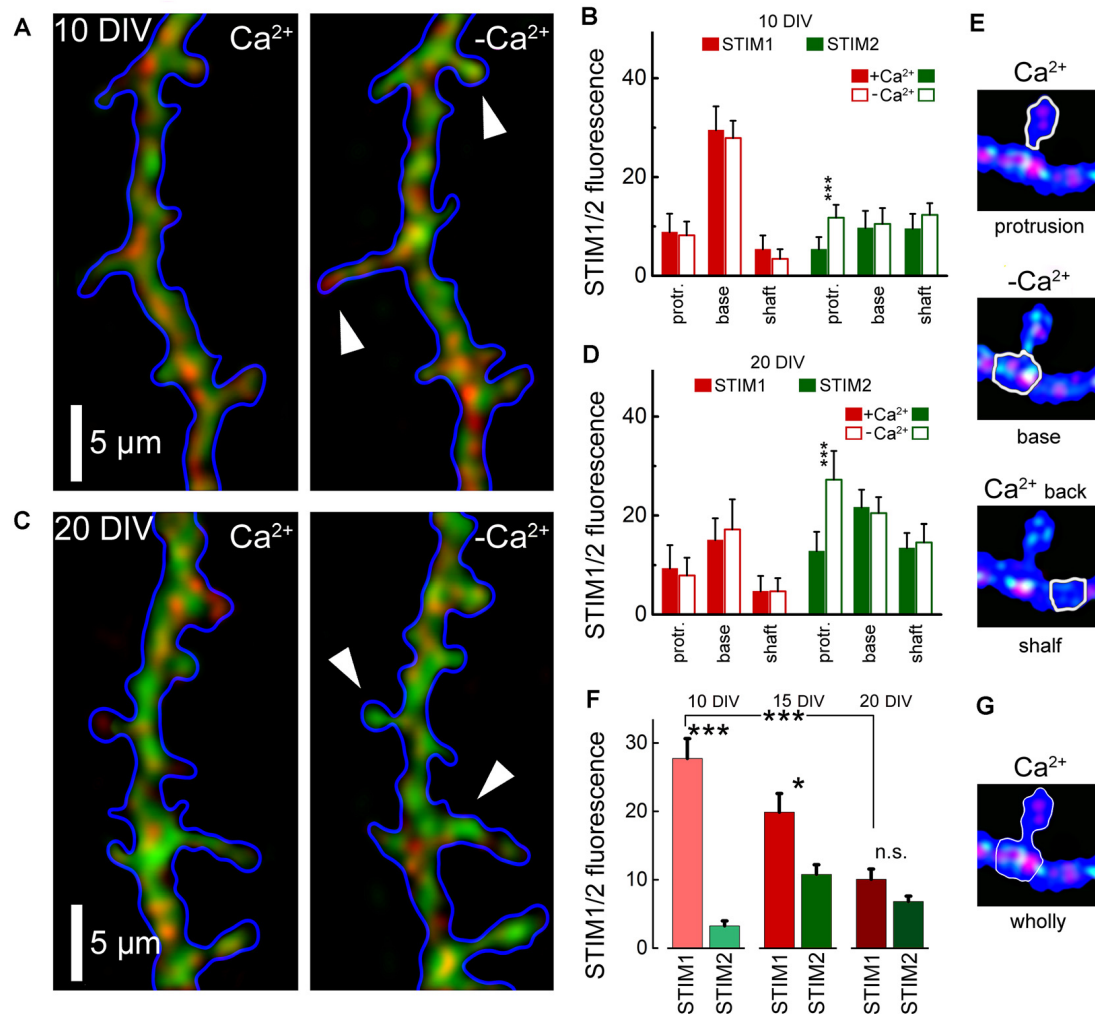 A
10 DIV Ca²⁺
-Ca²⁺
5 µm
B
10 DIV
STIM1 STIM2
+Ca²⁺
-Ca²⁺
STIM1/2 fluorescence
40
20
0
***
protr.
base
shaft
protr.
base
shaft
C
20 DIV Ca²⁺
-Ca²⁺
5 µm
D
20 DIV
STIM1 STIM2
+Ca²⁺
-Ca²⁺
STIM1/2 fluorescence
40
20
0
***
protr.
base
shaft
protr.
base
shaft
E
Ca²⁺
protrusion
-Ca²⁺
base
Ca²⁺ back
shalf
F
10 DIV 15 DIV 20 DIV
***
***
*
n.s.
STIM1/2 fluorescence
30
20
10
0
STIM1
STIM2
STIM1
STIM2
STIM1
STIM2
G
Ca²⁺
wholly